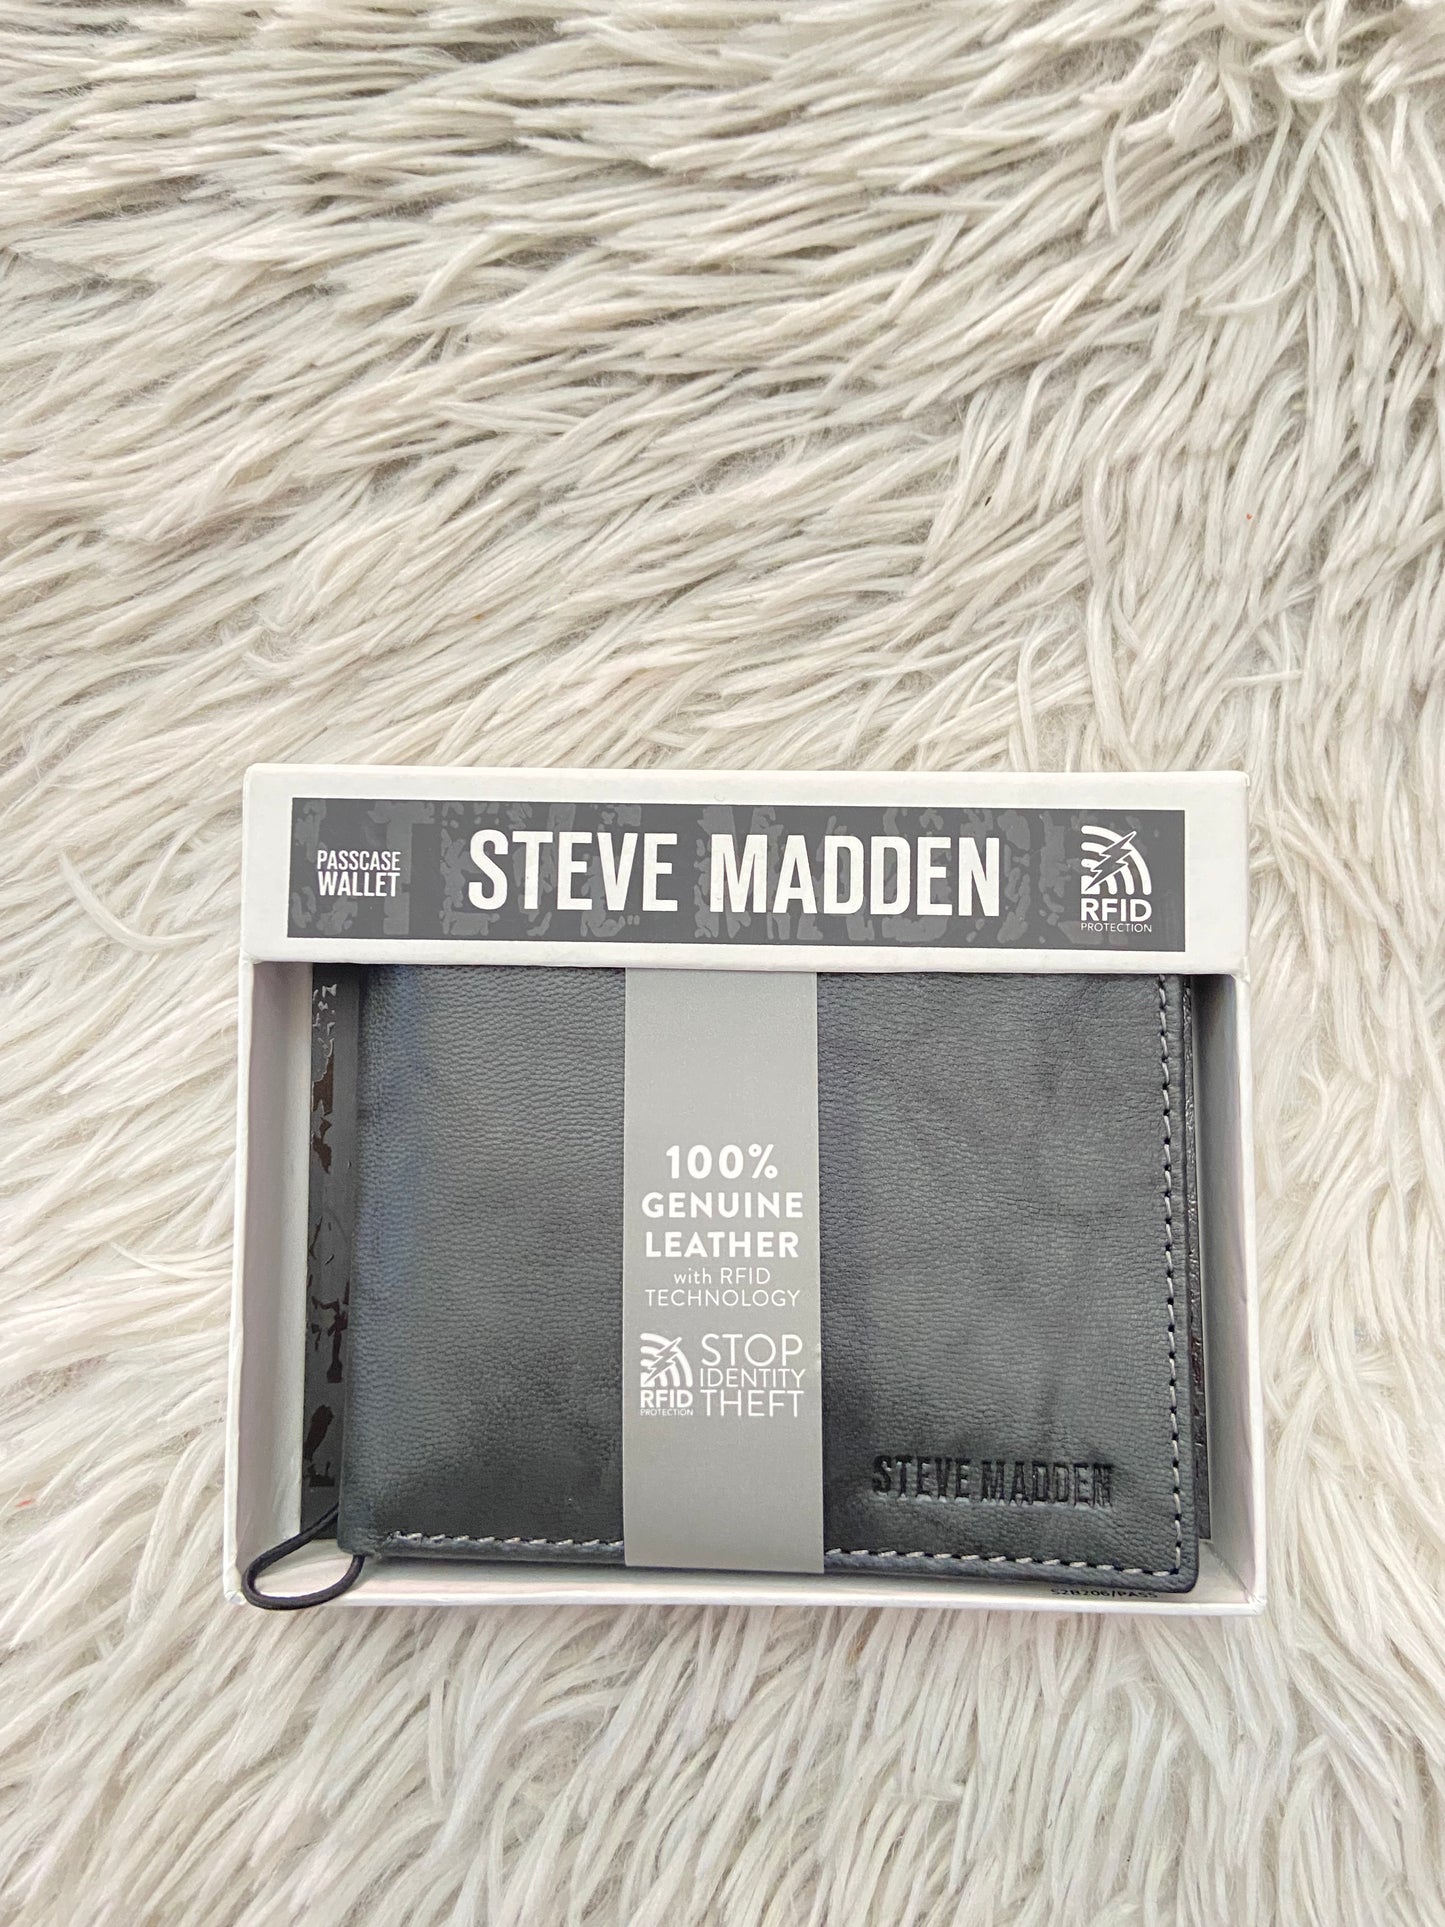 PASSCASE
WALLET
STEVE MADDEN
RFID
PROTECTION
100%
GENUINE
LEATHER
with RFID
TECHNOLOGY
RFID
PROTECTION
STOP
IDENTITY
THEFT
STEVE MADDEN